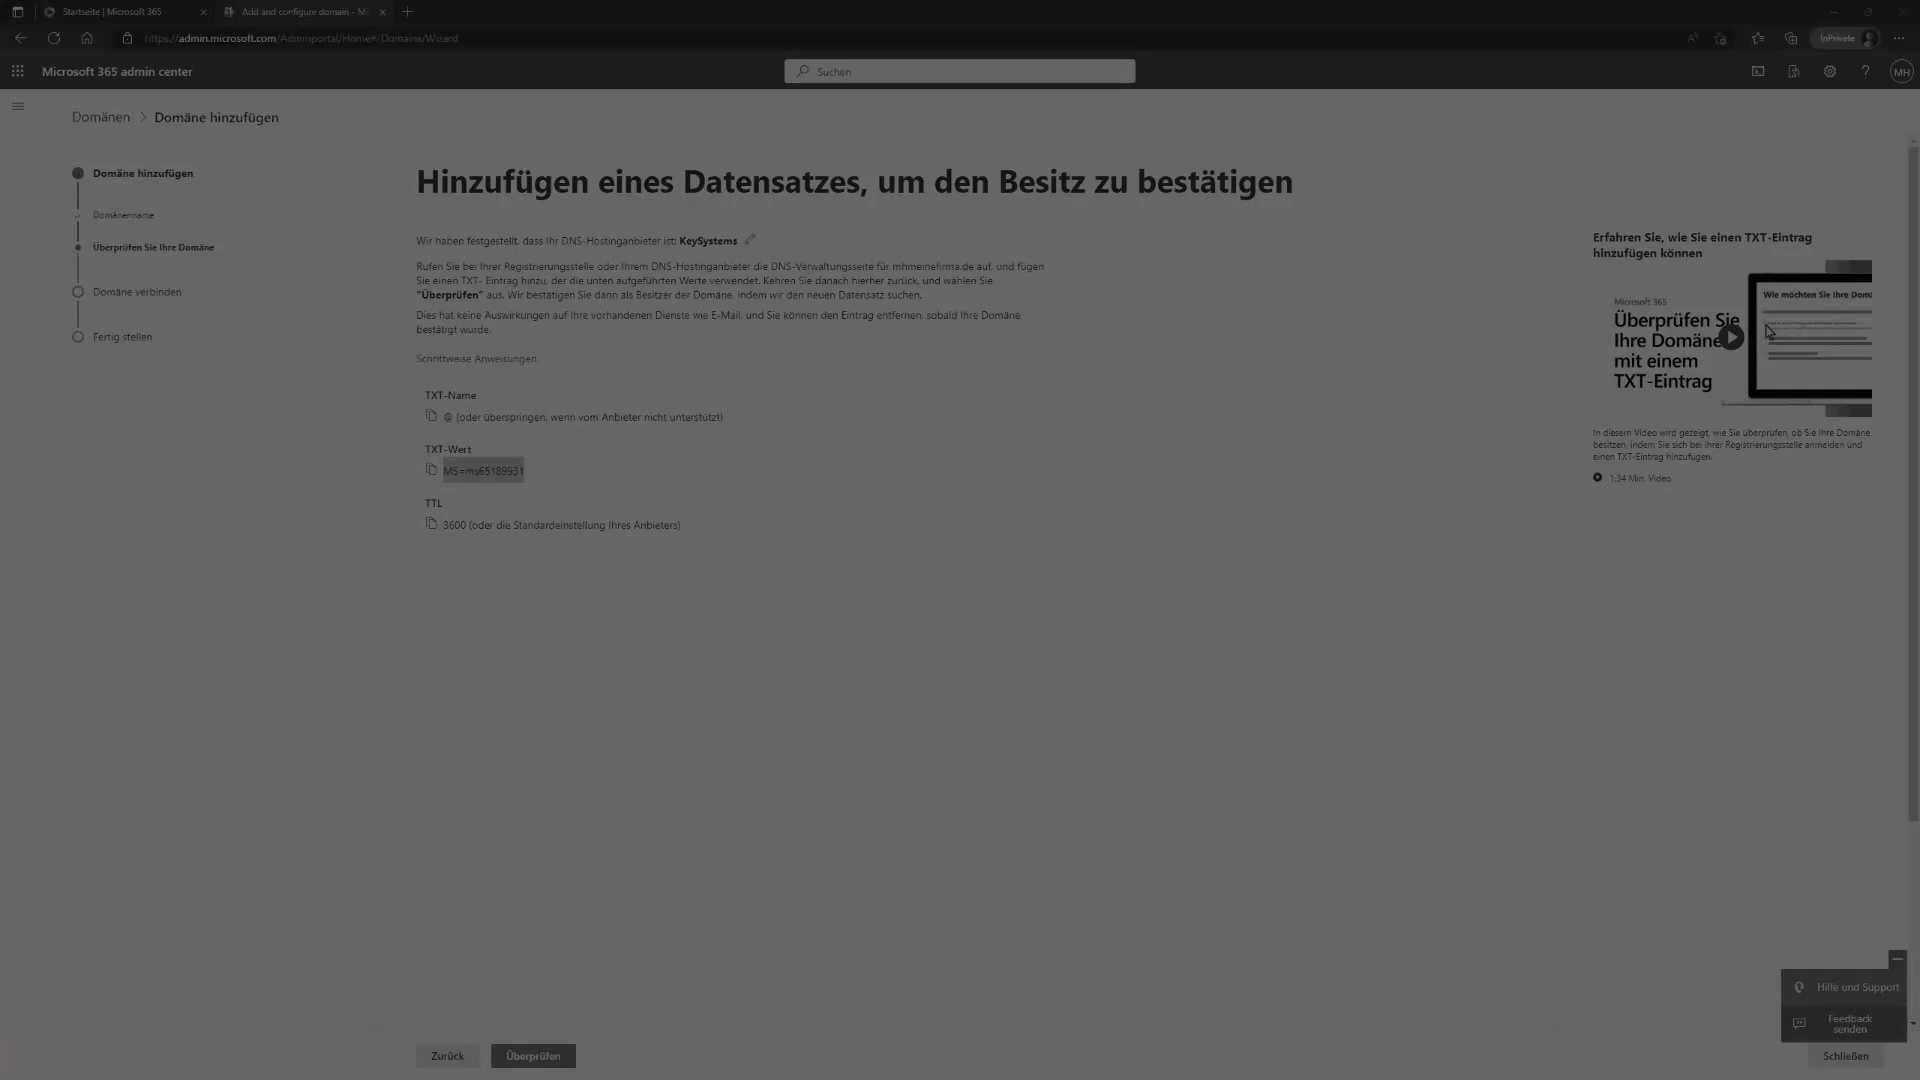 Startseite | Microsoft 365
Add and configure domain - Mi
https://admin.microsoft.com/Adminportal/Home#/Domains/Wizard
InPrivate
Microsoft 365 admin center
Suchen
MH
Domänen > Domäne hinzufügen
Domäne hinzufügen
Domänenname
Überprüfen Sie Ihre Domäne
Domäne verbinden
Fertig stellen
Hinzufügen eines Datensatzes, um den Besitz zu bestätigen
Wir haben festgestellt, dass Ihr DNS-Hostinganbieter ist: KeySystems
Rufen Sie bei Ihrer Registrierungsstelle oder Ihrem DNS-Hostinganbieter die DNS-Verwaltungsseite für mhmeinefirma.de auf, und fügen
Sie einen TXT- Eintrag hinzu, der die unten aufgeführten Werte verwendet. Kehren Sie danach hierher zurück, und wählen Sie
"Überprüfen" aus. Wir bestätigen Sie dann als Besitzer der Domäne, indem wir den neuen Datensatz suchen.
Dies hat keine Auswirkungen auf Ihre vorhandenen Dienste wie E-Mail, und Sie können den Eintrag entfernen, sobald Ihre Domäne
bestätigt wurde.
Schrittweise Anweisungen
TXT-Name
@ (oder überspringen, wenn vom Anbieter nicht unterstützt)
TXT-Wert
MS=ms65189931
TTL
3600 (oder die Standardeinstellung Ihres Anbieters)
Erfahren Sie, wie Sie einen TXT-Eintrag
hinzufügen können
Wie möchten Sie Ihre Domä
Microsoft 365
Überprüfen Sie
Ihre Domäne
mit einem
TXT-Eintrag
In diesem Video wird gezeigt, wie Sie überprüfen, ob Sie Ihre Domäne
besitzen, indem Sie sich bei Ihrer Registrierungsstelle anmelden und
einen TXT-Eintrag hinzufügen.
1:34 Min. Video
Hilfe und Support
Feedback
senden
Zurück
Überprüfen
Schließen